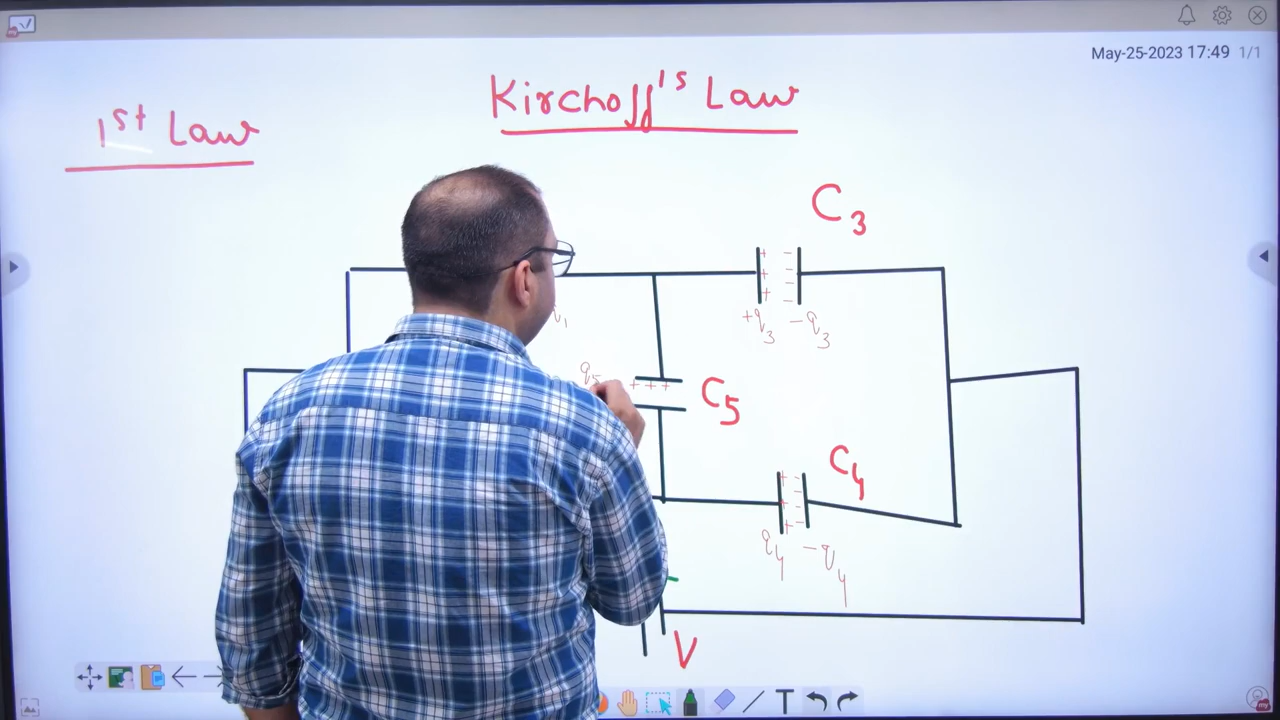 May-25-2023 17:49 1/1
Kirchoff's Law
1st Law
C3
+ -
+ -
+ -
+ -
+q3 -q3
q1
q5
+ + +
C5
C4
+ -
+ -
+ -
q4 -q4
V
T